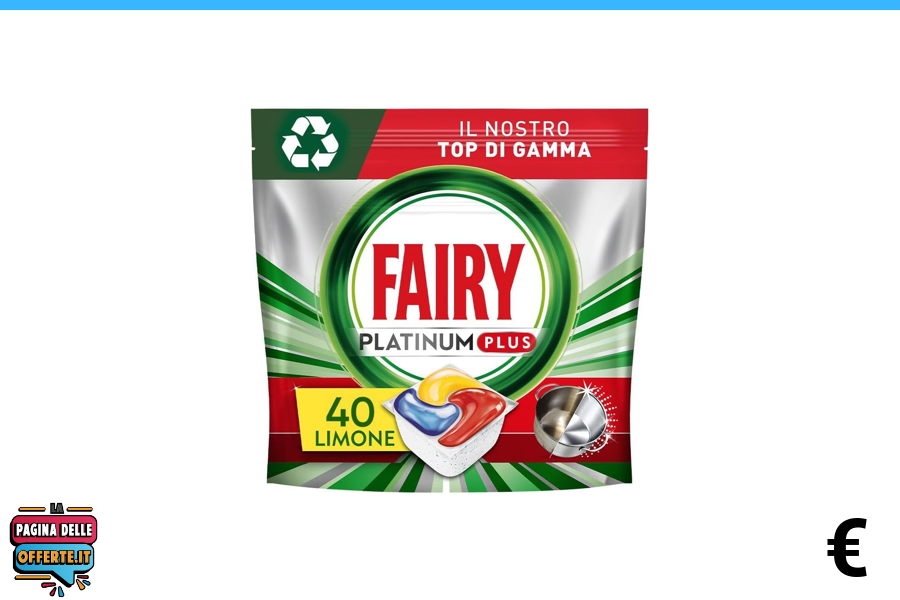 IL NOSTRO
TOP DI GAMMA
FAIRY
PLATINUM PLUS
40
LIMONE
LA
PAGINA DELLE
OFFERTE.IT
€